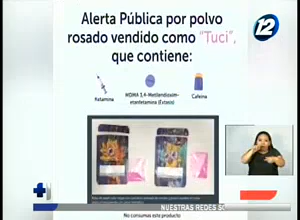 12
Alerta Pública por polvo
rosado vendido como "Tuci",
que contiene:
Ketamina
MDMA 3,4-Metilendioxim-
etanfetamina (Éxtasis)
Cafeína
NUESTRAS REDES
No consumas este producto